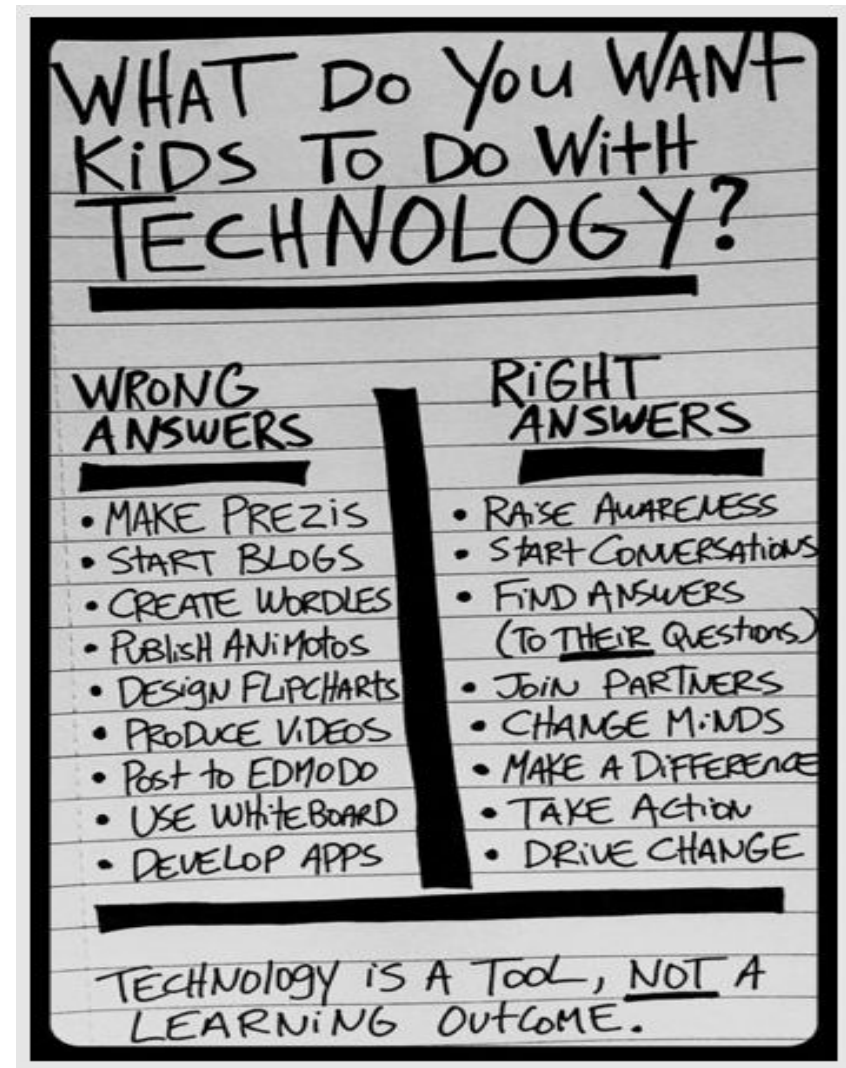 WHAT DO YOU WANT
KIDS TO DO WITH
TECHNOLOGY?
WRONG
ANSWERS
• MAKE PREZIS
• START BLOGS
• CREATE WORDLES
• PUBLISH ANIMOTOS
• DESIGN FLIPCHARTS
• PRODUCE VIDEOS
• POST TO EDMODO
• USE WHITEBOARD
• DEVELOP APPS
RIGHT
ANSWERS
• RAISE AWARENESS
• START CONVERSATIONS
• FIND ANSWERS
(TO THEIR QUESTIONS)
• JOIN PARTNERS
• CHANGE MINDS
• MAKE A DIFFERENCE
• TAKE ACTION
• DRIVE CHANGE
TECHNOLOGY IS A TOOL, NOT A
LEARNING OUTCOME.